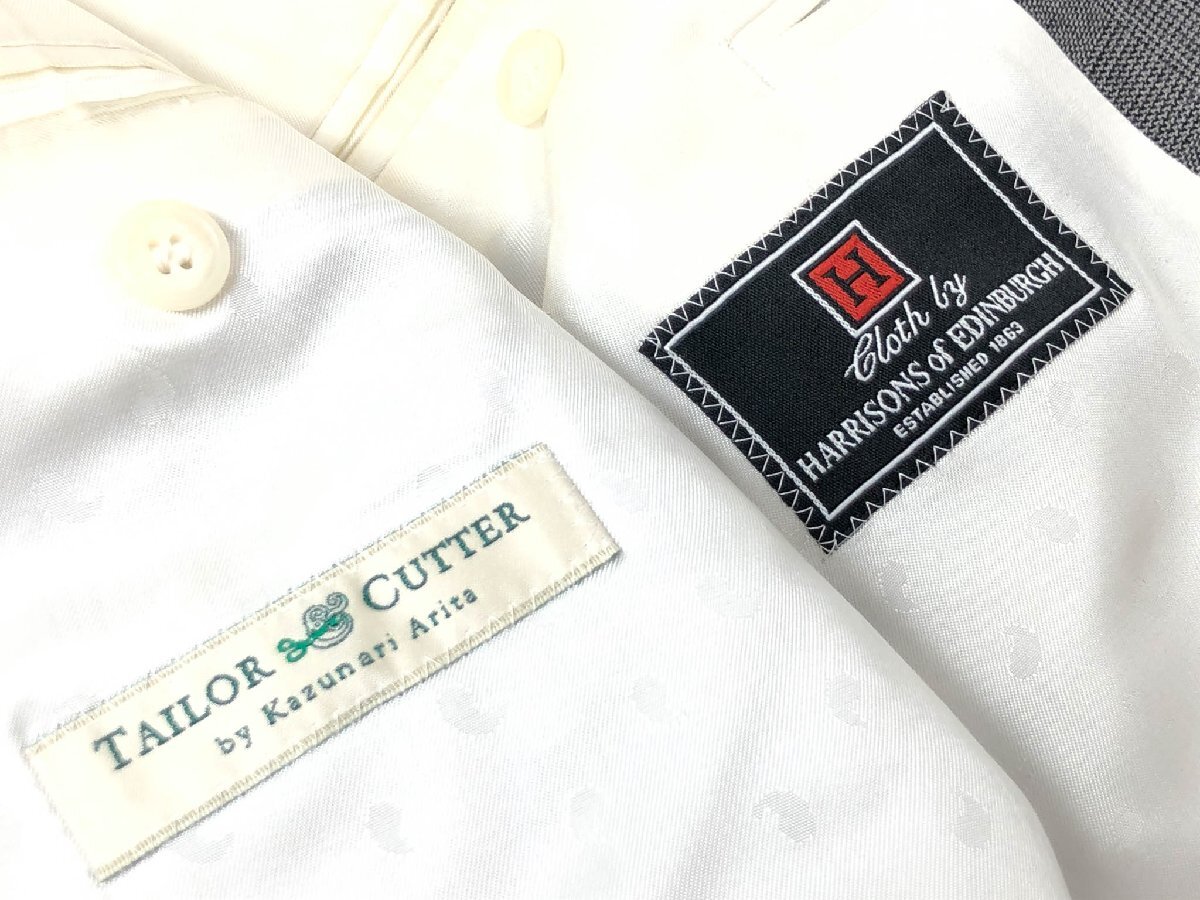 H
Cloth by
HARRISONS of EDINBURGH
ESTABLISHED 1863
TAILOR & CUTTER
by Kazunari Arita